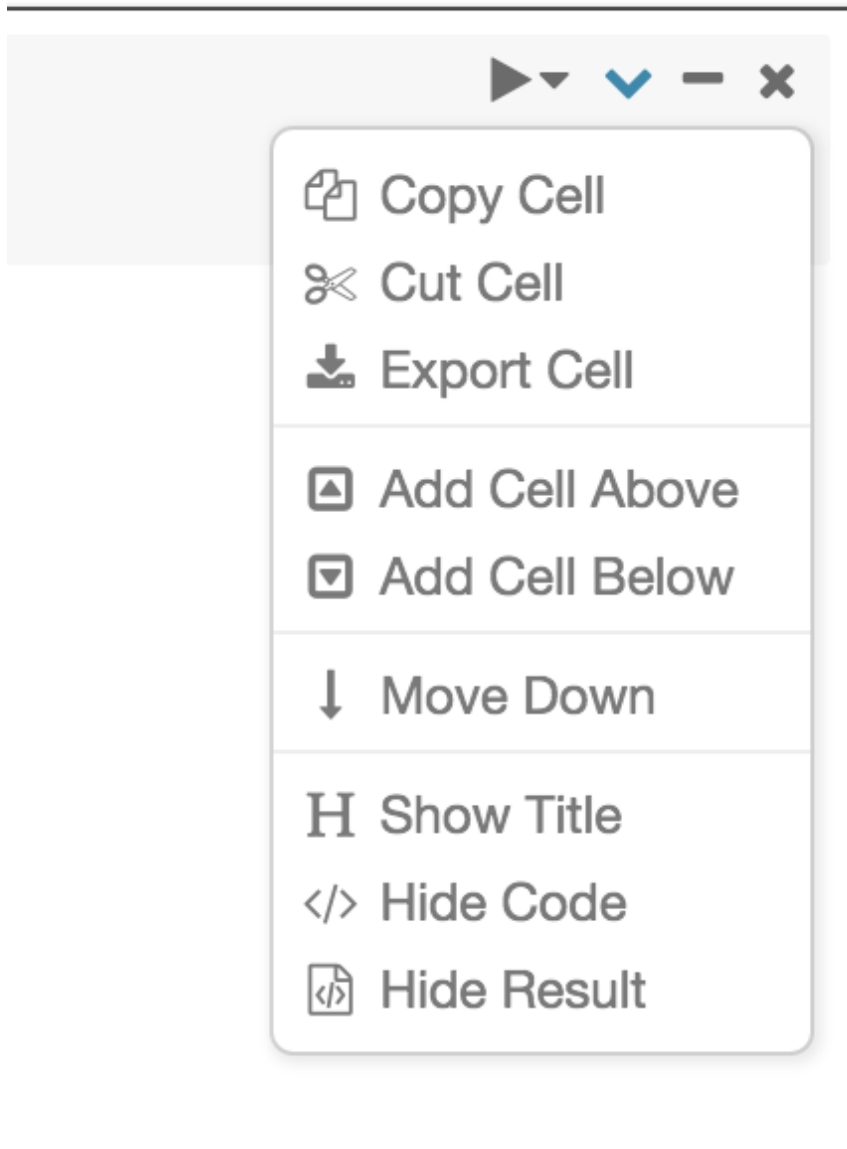 Copy Cell
Cut Cell
Export Cell
Add Cell Above
Add Cell Below
Move Down
Show Title
Hide Code
Hide Result